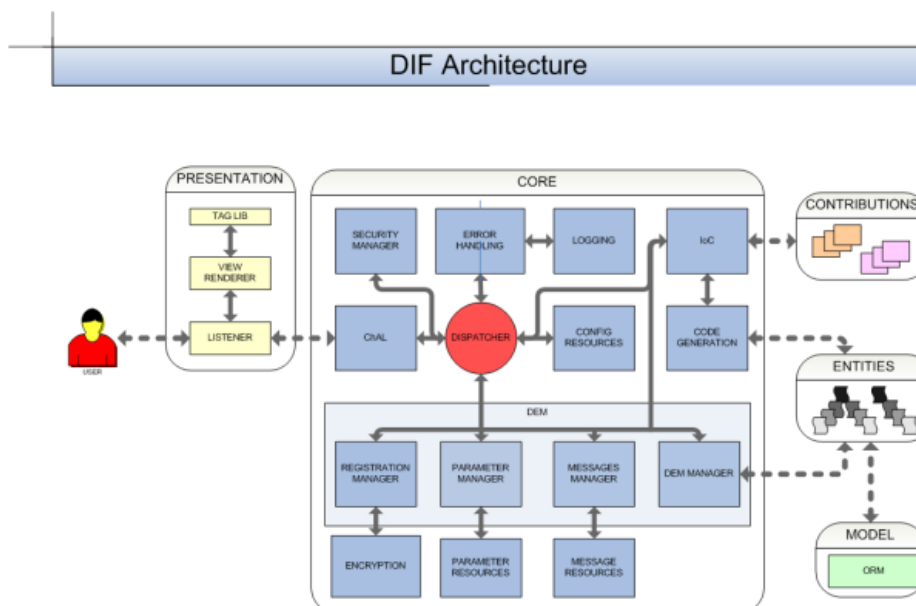 DIF Architecture
PRESENTATION
TAG LIB
VIEW
RENDERER
LISTENER
USER
CORE
SECURITY
MANAGER
ERROR
HANDLING
LOGGING
IoC
ChAL
DISPATCHER
CONFIG
RESOURCES
CODE
GENERATION
DEM
REGISTRATION
MANAGER
PARAMETER
MANAGER
MESSAGES
MANAGER
DEM MANAGER
ENCRYPTION
PARAMETER
RESOURCES
MESSAGE
RESOURCES
CONTRIBUTIONS
ENTITIES
MODEL
ORM